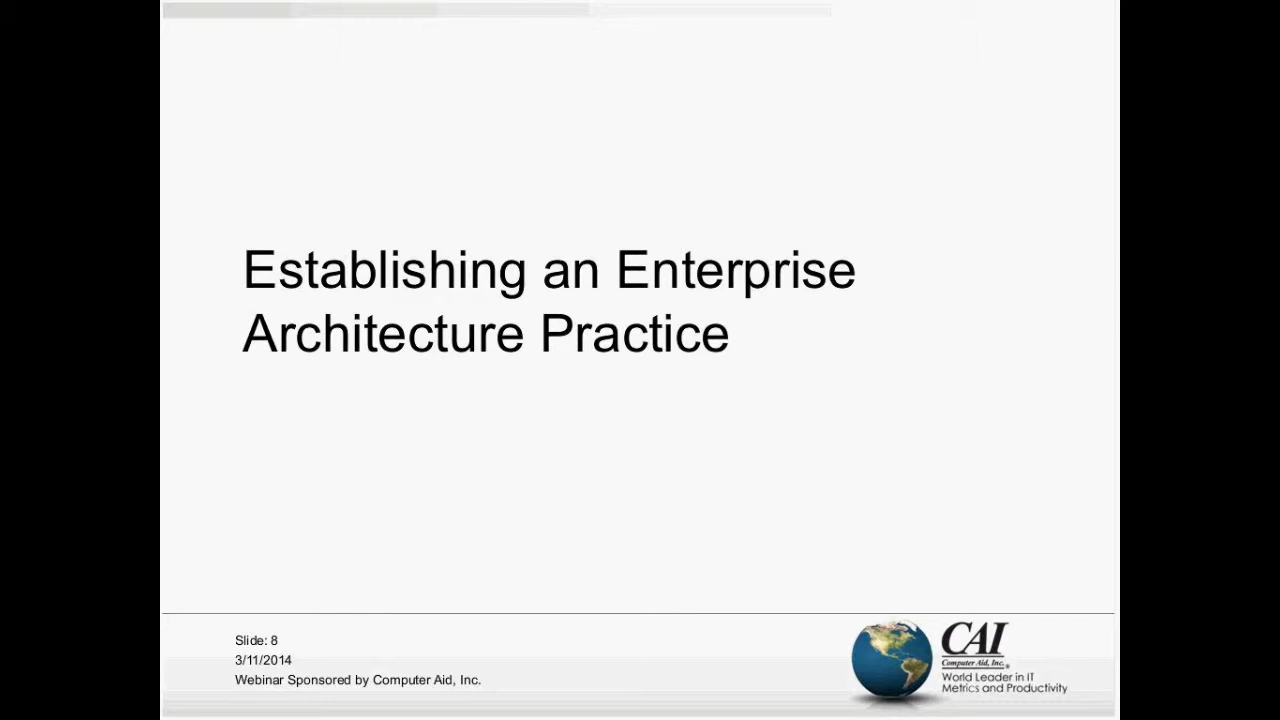 Establishing an Enterprise
Architecture Practice
Slide: 8
3/11/2014
Webinar Sponsored by Computer Aid, Inc.
CAI
Computer Aid, Inc.®
World Leader in IT
Metrics and Productivity